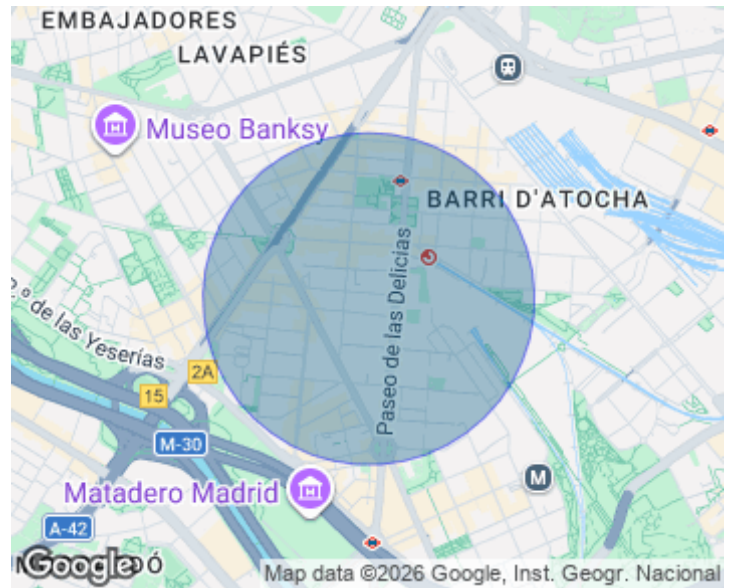 EMBAJADORES
LAVAPIÉS
Museo Banksy
BARRI D'ATOCHA
Paseo de las Delicias
P.º de las Yeserías
2A
15
M-30
Matadero Madrid
M
A-42
Google
Map data ©2026 Google, Inst. Geogr. Nacional